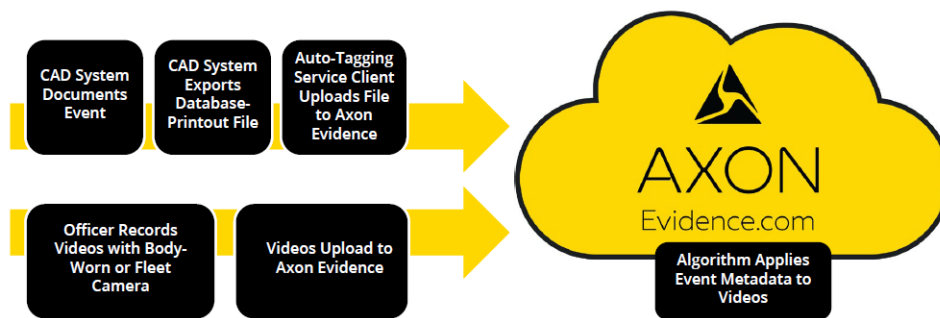 CAD System
Documents
Event
CAD System
Exports
Database-
Printout File
Auto-Tagging
Service Client
Uploads File
to Axon
Evidence
Officer Records
Videos with Body-
Worn or Fleet
Camera
Videos Upload to
Axon Evidence
AXON
Evidence.com
Algorithm Applies
Event Metadata to
Videos